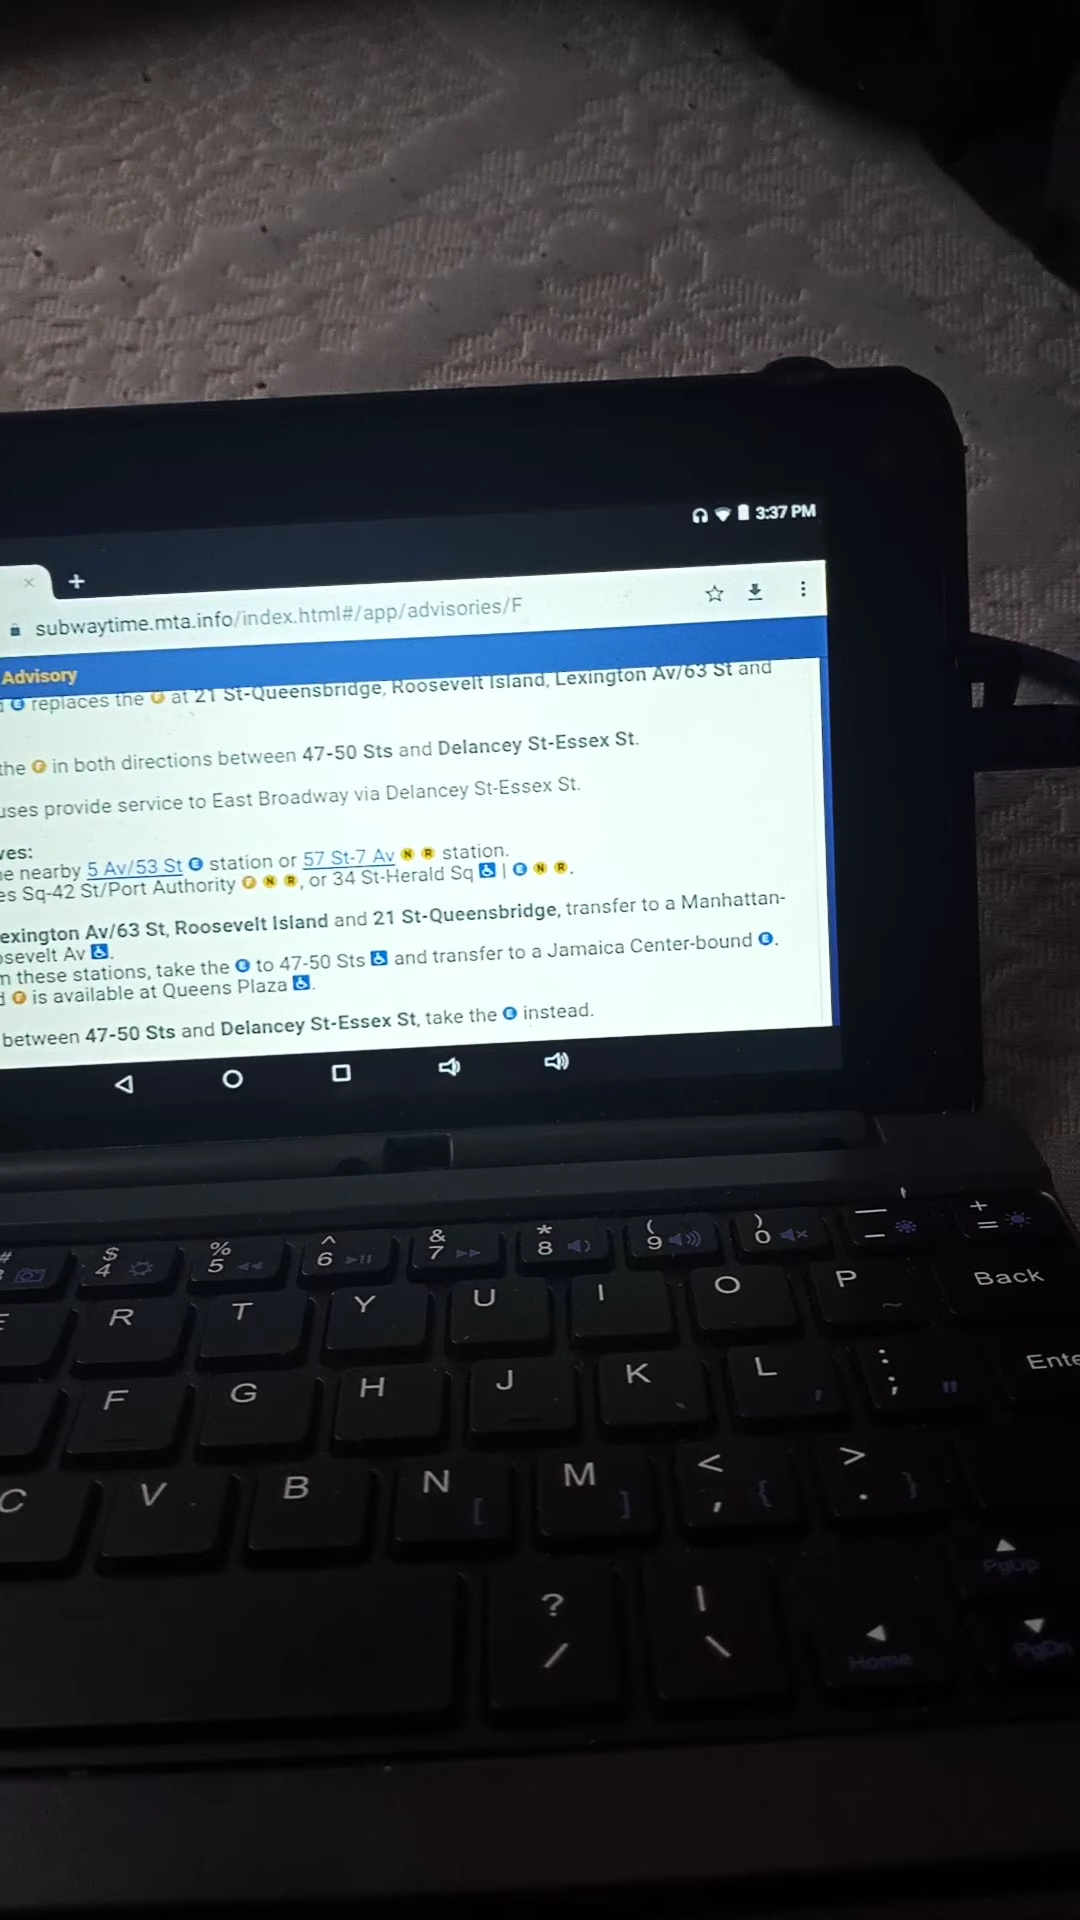 3:37 PM
× +
subwaytime.mta.info/index.html#/app/advisories/F
Advisory
E replaces the F at 21 St-Queensbridge, Roosevelt Island, Lexington Av/63 St and
the F in both directions between 47-50 Sts and Delancey St-Essex St.
uses provide service to East Broadway via Delancey St-Essex St.
ves:
e nearby 5 Av/53 St E station or 57 St-7 Av N R station.
es Sq-42 St/Port Authority F N R, or 34 St-Herald Sq | E N R.
exington Av/63 St, Roosevelt Island and 21 St-Queensbridge, transfer to a Manhattan-
osevelt Av
m these stations, take the E to 47-50 Sts and transfer to a Jamaica Center-bound E.
d F is available at Queens Plaza
between 47-50 Sts and Delancey St-Essex St, take the E instead.
# $ 4 % 5 ^ 6 & 7 * 8 ( 9 ) 0 _ - + =
R T Y U I O P ~ Back
F G H J K L ' : ; " Ente
C V B N [ M ] < , { > . }
? / | \ Home PgUp PgDn